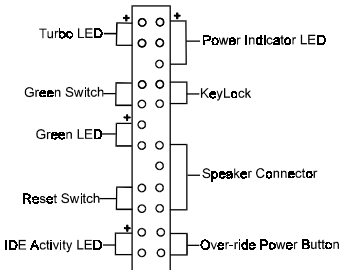 Turbo LED
Power Indicator LED
Green Switch
KeyLock
Green LED
Speaker Connector
Reset Switch
IDE Activity LED
Over-ride Power Button
+
+
+
+